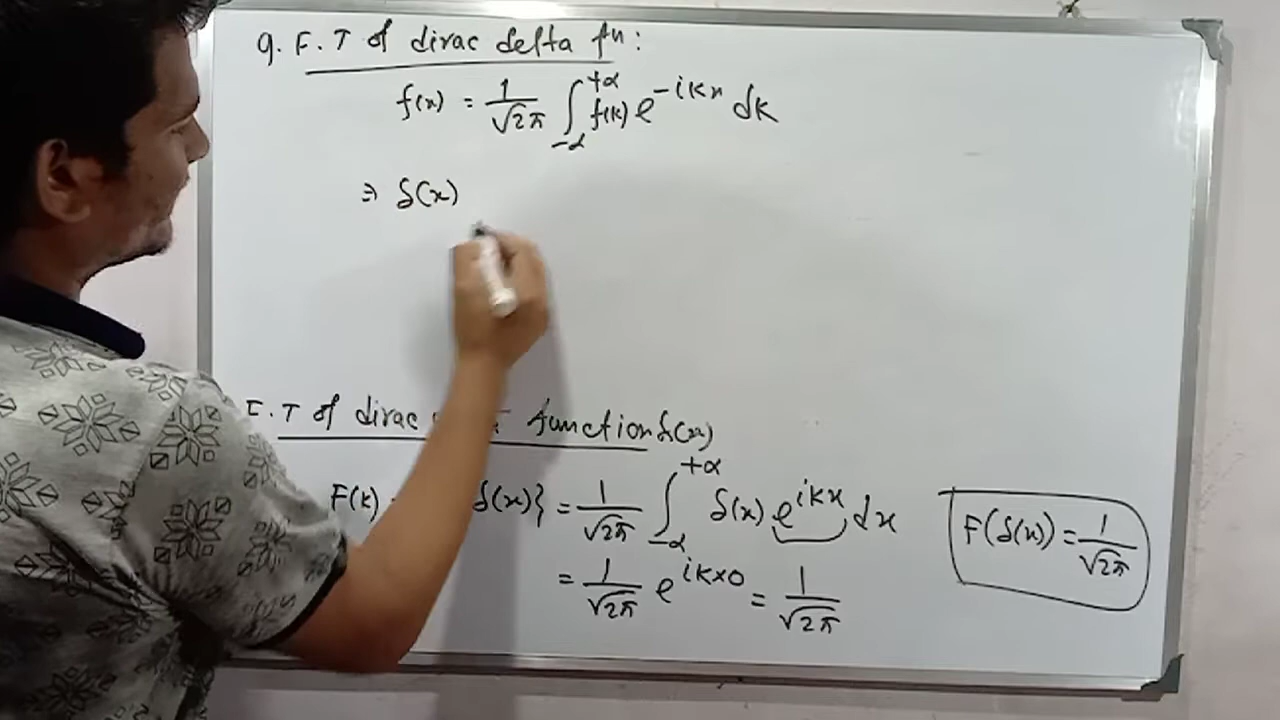 9. F.T of dirac delta fn:
f(x) = 1/√2π ∫_{-α}^{+α} f(k) e^{-ikx} dk
⇒ δ(x)
F.T of dirac function δ(x)
F(k) δ(x)} = 1/√2π ∫_{-α}^{+α} δ(x) e^{ikx} dx
= 1/√2π e^{ik×0} = 1/√2π
F(δ(x)) = 1/√2π